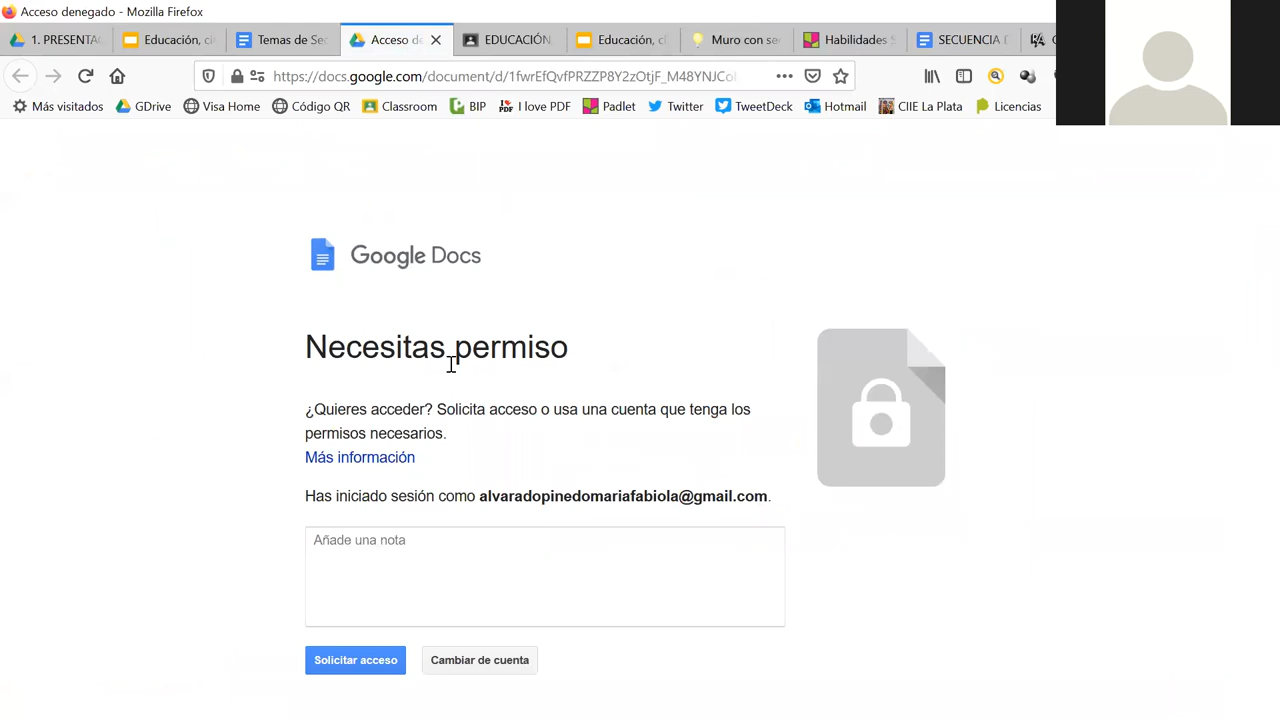 Acceso denegado - Mozilla Firefox
1. PRESENTA
Educación, ci
Temas de Sec
Acceso de
EDUCACIÓN,
Educación, ci
Muro con se
Habilidades S
SECUENCIA D
https://docs.google.com/document/d/1fwrEfQvfPRZZP8Y2zOtjF_M48YNJCol
Más visitados
GDrive
Visa Home
Código QR
Classroom
BIP
I love PDF
Padlet
Twitter
TweetDeck
Hotmail
CIIE La Plata
Licencias
Google Docs
Necesitas permiso
¿Quieres acceder? Solicita acceso o usa una cuenta que tenga los
permisos necesarios.
Más información
Has iniciado sesión como alvaradopinedomariafabiola@gmail.com.
Añade una nota
Solicitar acceso
Cambiar de cuenta